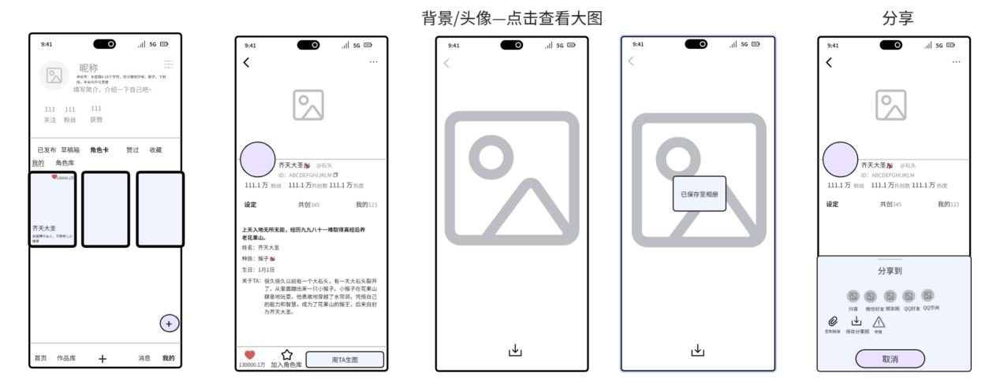 背景/头像—点击查看大图
分享
9:41
5G
昵称
填写简介，介绍一下自己吧~
111 111 111
关注 粉丝 获赞
已发布 草稿箱 角色卡 赞过 收藏
我的 角色库
130000.1万
齐天大圣
首页 作品库 + 消息 我的
9:41
5G
...
齐天大圣 @石头
ID：ABCDEFGHIJKLM
111.1 万 粉丝 111.1 万共创数 111.1 万 热度
设定 共创345 我的123
上天入地无所无能，经历九九八十一难取得真经后养
老花果山。
姓名：齐天大圣
种族：猴子
生日：1月1日
关于TA：很久很久以前有一个大石头，有一天大石头裂开
了，从里面蹦出来一只小猴子。小猴子在花果山
肆意地玩耍，他勇敢地穿越了水帘洞，凭借自己
的能力和智慧，成为了花果山的猴王，后来自封
为齐天大圣。
130000.1万 加入角色库 用TA生图
9:41
5G
9:41
5G
已保存至相册
9:41
5G
...
齐天大圣 @石头
ID：ABCDEFGHIJKLM
111.1 万 粉丝 111.1 万共创数 111.1 万 热度
设定 共创345 我的123
分享到
抖音 微信好友 朋友圈 QQ好友 QQ空间
复制链接 保存分享图 举报
取消